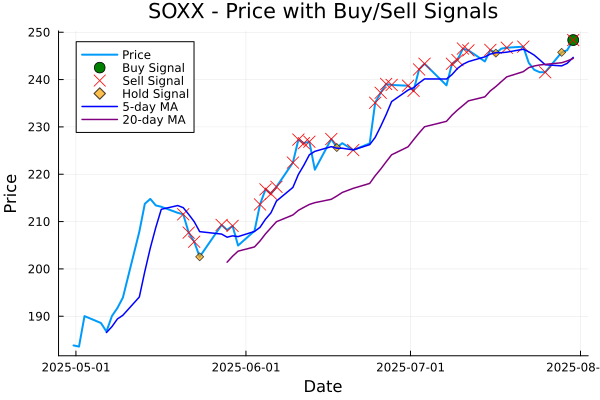 SOXX - Price with Buy/Sell Signals
250
240
230
220
210
200
190
Price
Price
Buy Signal
Sell Signal
Hold Signal
5-day MA
20-day MA
2025-05-01
2025-06-01
2025-07-01
2025-08-
Date